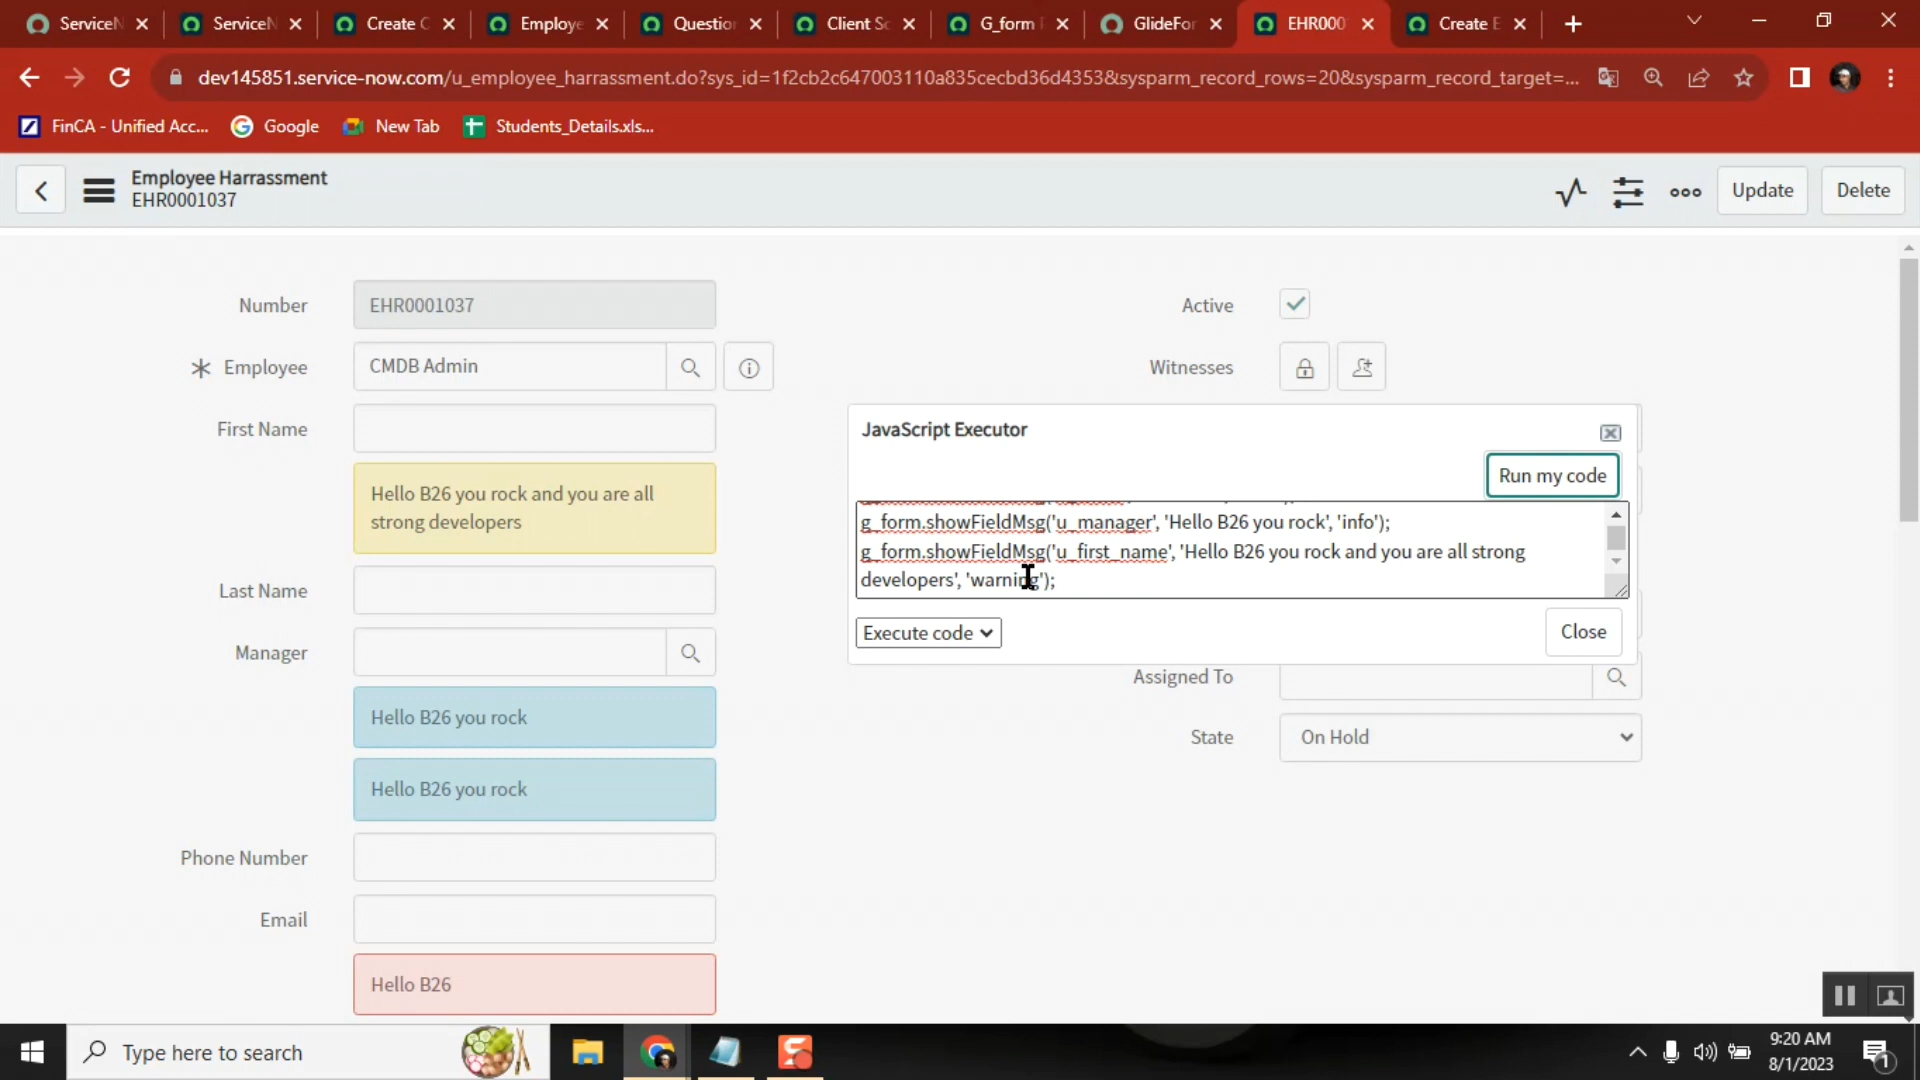 ServiceN
ServiceN
Create C
Employe
Question
Client Sc
G_form
GlideFor
EHR000
Create E
dev145851.service-now.com/u_employee_harrassment.do?sys_id=1f2cb2c647003110a835cecbd36d4353&sysparm_record_rows=20&sysparm_record_target=...
FinCA - Unified Acc...
Google
New Tab
Students_Details.xls...
Employee Harrassment
EHR0001037
Update
Delete
Number
EHR0001037
Active
Employee
CMDB Admin
Witnesses
First Name
Hello B26 you rock and you are all
strong developers
JavaScript Executor
Run my code
g_form.showFieldMsg('u_manager', 'Hello B26 you rock', 'info');
g_form.showFieldMsg('u_first_name', 'Hello B26 you rock and you are all strong
developers', 'warning');
Execute code
Close
Last Name
Manager
Hello B26 you rock
Hello B26 you rock
Assigned To
State
On Hold
Phone Number
Email
Hello B26
Type here to search
9:20 AM
8/1/2023
1